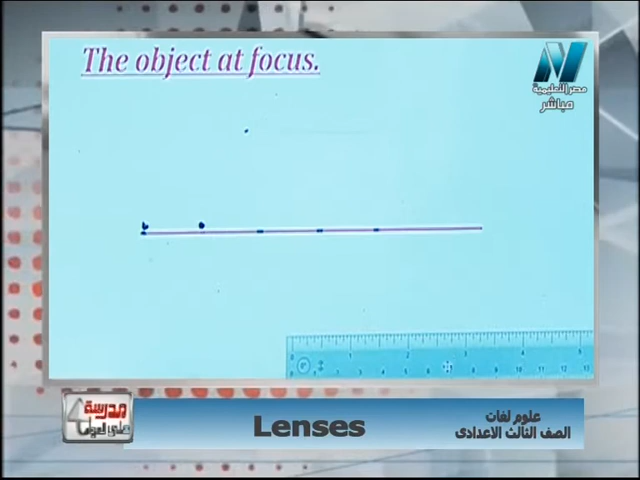 The object at focus.
مصر التعليمية
مباشر
مدرسة
على الهواء
Lenses
علوم لغات
الصف الثالث الاعدادى